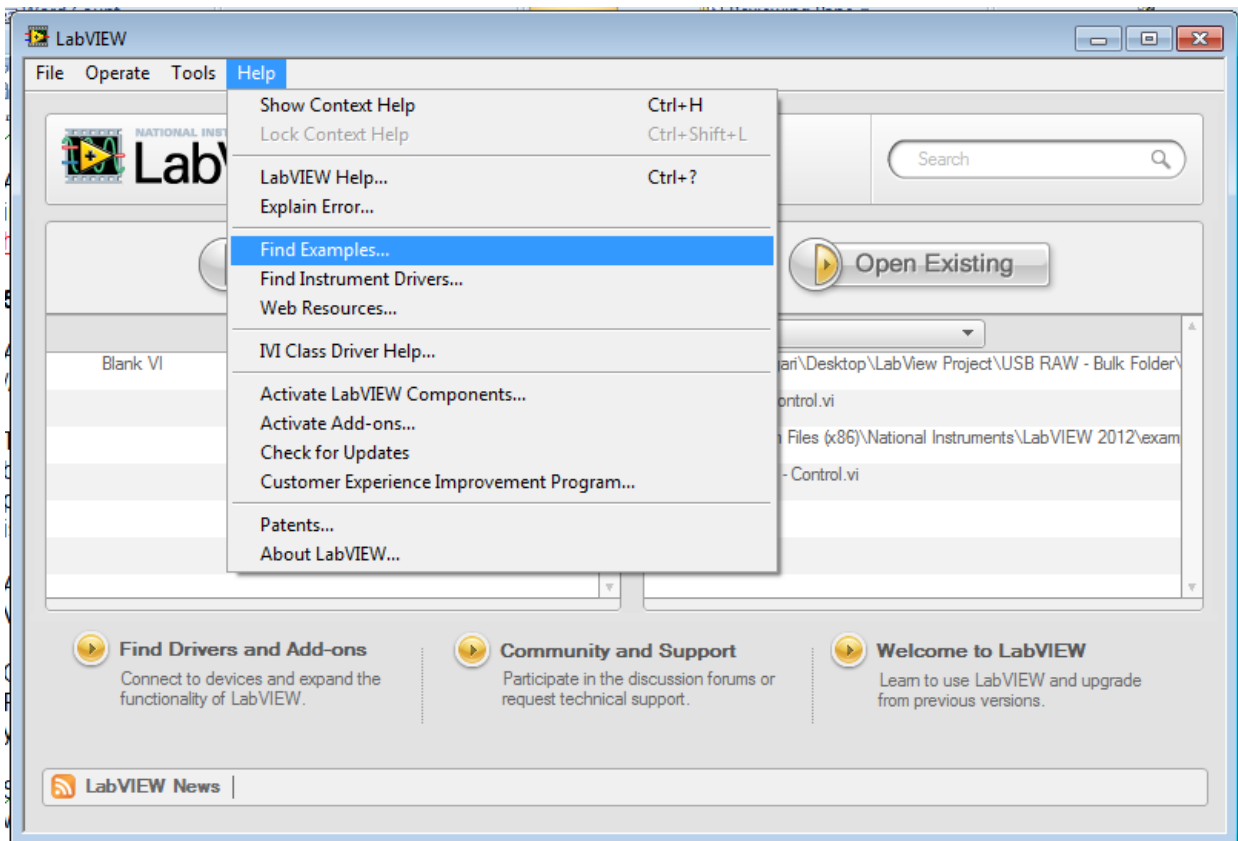 LabVIEW
File Operate Tools Help
Show Context Help Ctrl+H
Lock Context Help Ctrl+Shift+L
LabVIEW Help... Ctrl+?
Explain Error...
Find Examples...
Find Instrument Drivers...
Web Resources...
IVI Class Driver Help...
Activate LabVIEW Components...
Activate Add-ons...
Check for Updates
Customer Experience Improvement Program...
Patents...
About LabVIEW...
NATIONAL INST
Lab
Search
Open Existing
Blank VI
jari\Desktop\LabView Project\USB RAW - Bulk Folder\
ontrol.vi
Files (x86)\National Instruments\LabVIEW 2012\exam
- Control.vi
Find Drivers and Add-ons
Connect to devices and expand the
functionality of LabVIEW.
Community and Support
Participate in the discussion forums or
request technical support.
Welcome to LabVIEW
Learn to use LabVIEW and upgrade
from previous versions.
LabVIEW News